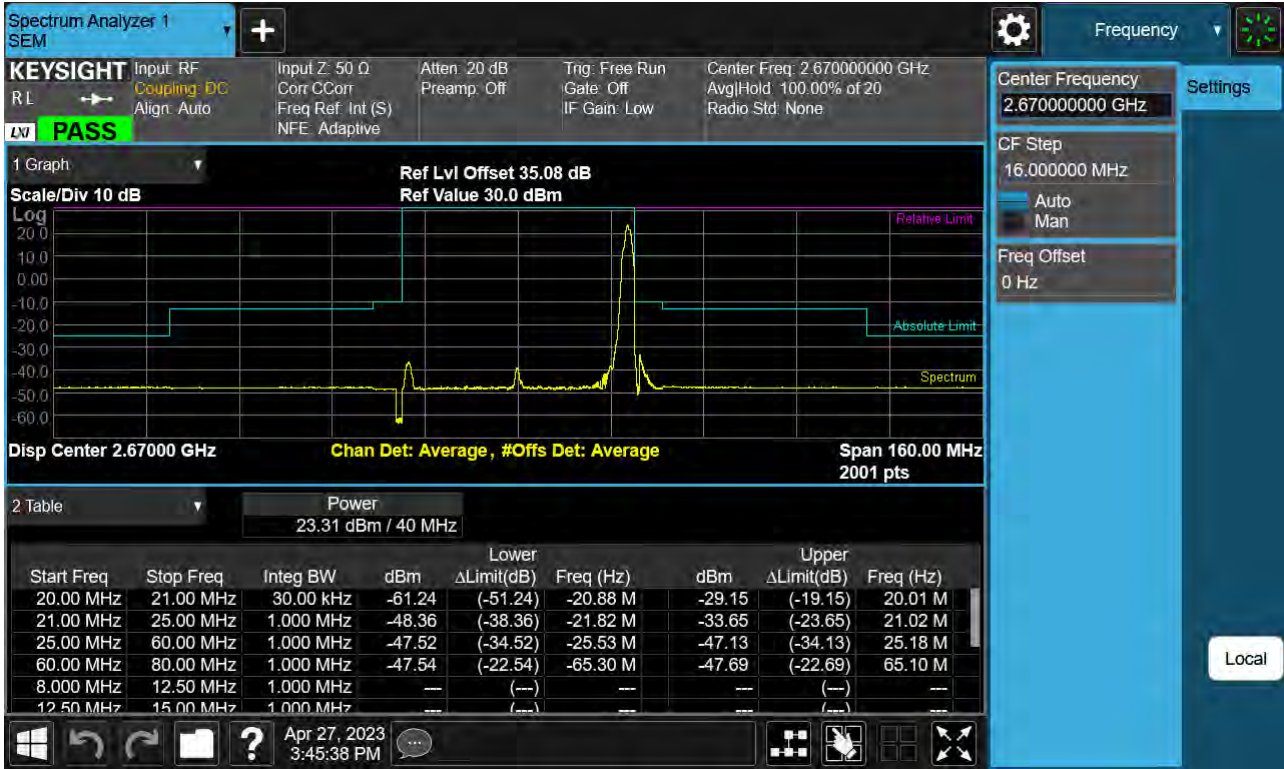 Spectrum Analyzer 1
SEM
Frequency
KEYSIGHT
RL
LXI
PASS
Input: RF
Coupling: DC
Align: Auto
Input Z: 50 Ω
Corr CCorr
Freq Ref: Int (S)
NFE: Adaptive
Atten: 20 dB
Preamp: Off
Trig: Free Run
Gate: Off
IF Gain: Low
Center Freq: 2.670000000 GHz
Avg|Hold: 100.00% of 20
Radio Std: None
Center Frequency
2.670000000 GHz
Settings
CF Step
16.000000 MHz
Auto
Man
Freq Offset
0 Hz
Local
1 Graph
Ref Lvl Offset 35.08 dB
Scale/Div 10 dB
Ref Value 30.0 dBm
Log
20.0
10.0
0.00
-10.0
-20.0
-30.0
-40.0
-50.0
-60.0
Relative Limit
Absolute Limit
Spectrum
Disp Center 2.67000 GHz
Chan Det: Average , #Offs Det: Average
Span 160.00 MHz
2001 pts
2 Table
Power
23.31 dBm / 40 MHz
Lower Upper
Start Freq Stop Freq Integ BW dBm ∆Limit(dB) Freq (Hz) dBm ∆Limit(dB) Freq (Hz)
20.00 MHz 21.00 MHz 30.00 kHz -61.24 (-51.24) -20.88 M -29.15 (-19.15) 20.01 M
21.00 MHz 25.00 MHz 1.000 MHz -48.36 (-38.36) -21.82 M -33.65 (-23.65) 21.02 M
25.00 MHz 60.00 MHz 1.000 MHz -47.52 (-34.52) -25.53 M -47.13 (-34.13) 25.18 M
60.00 MHz 80.00 MHz 1.000 MHz -47.54 (-22.54) -65.30 M -47.69 (-22.69) 65.10 M
8.000 MHz 12.50 MHz 1.000 MHz --- (---) --- --- (---) ---
12.50 MHz 15.00 MHz 1.000 MHz --- (---) --- --- (---) ---
Apr 27, 2023
3:45:38 PM